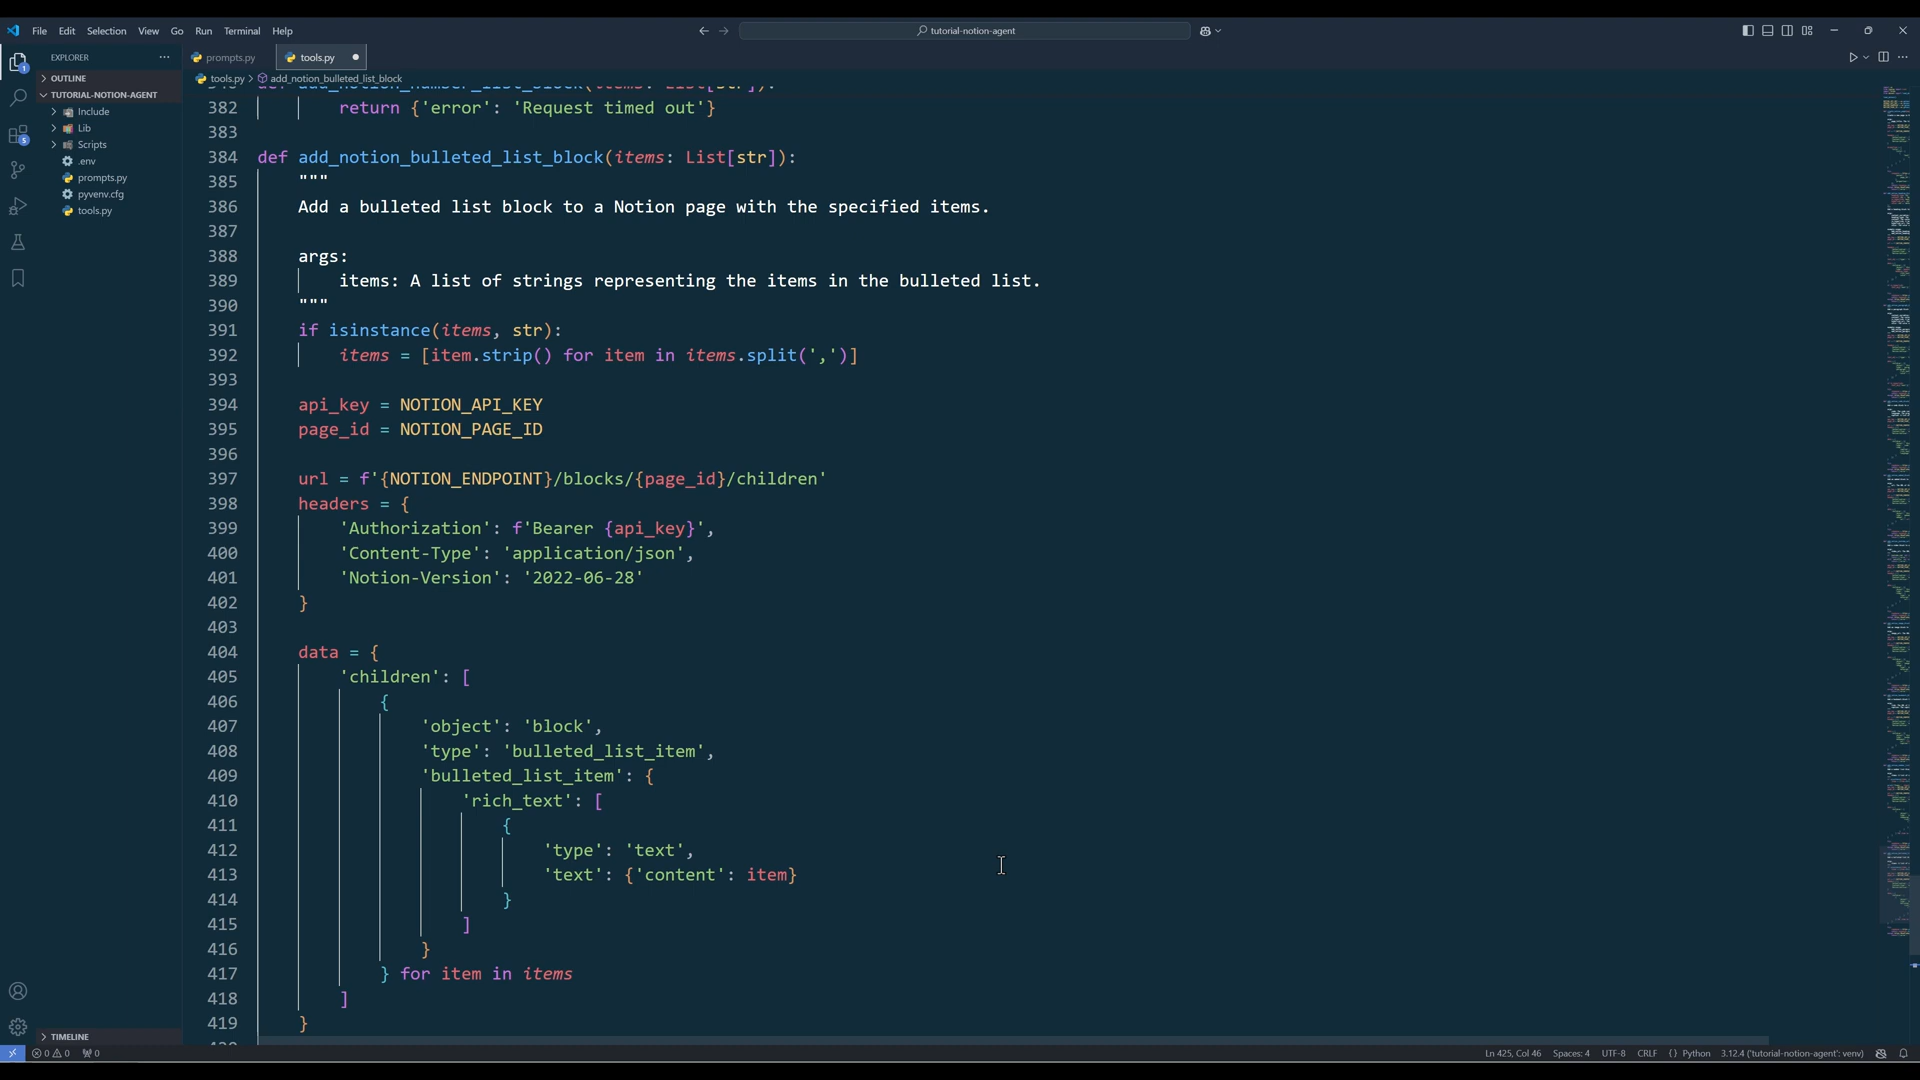 File Edit Selection View Go Run Terminal Help
tutorial-notion-agent
EXPLORER
OUTLINE
TUTORIAL-NOTION-AGENT
Include
Lib
Scripts
.env
prompts.py
pyvenv.cfg
tools.py
TIMELINE
1
5
prompts.py
tools.py
tools.py > add_notion_bulleted_list_block
382 return {'error': 'Request timed out'}
383
384 def add_notion_bulleted_list_block(items: List[str]):
385 """
386 Add a bulleted list block to a Notion page with the specified items.
387
388 args:
389 items: A list of strings representing the items in the bulleted list.
390 """
391 if isinstance(items, str):
392 items = [item.strip() for item in items.split(',')]
393
394 api_key = NOTION_API_KEY
395 page_id = NOTION_PAGE_ID
396
397 url = f'{NOTION_ENDPOINT}/blocks/{page_id}/children'
398 headers = {
399 'Authorization': f'Bearer {api_key}',
400 'Content-Type': 'application/json',
401 'Notion-Version': '2022-06-28'
402 }
403
404 data = {
405 'children': [
406 {
407 'object': 'block',
408 'type': 'bulleted_list_item',
409 'bulleted_list_item': {
410 'rich_text': [
411 {
412 'type': 'text',
413 'text': {'content': item}
414 }
415 ]
416 }
417 } for item in items
418 ]
419 }
0 0 0
Ln 425, Col 46 Spaces: 4 UTF-8 CRLF {} Python 3.12.4 ('tutorial-notion-agent': venv)